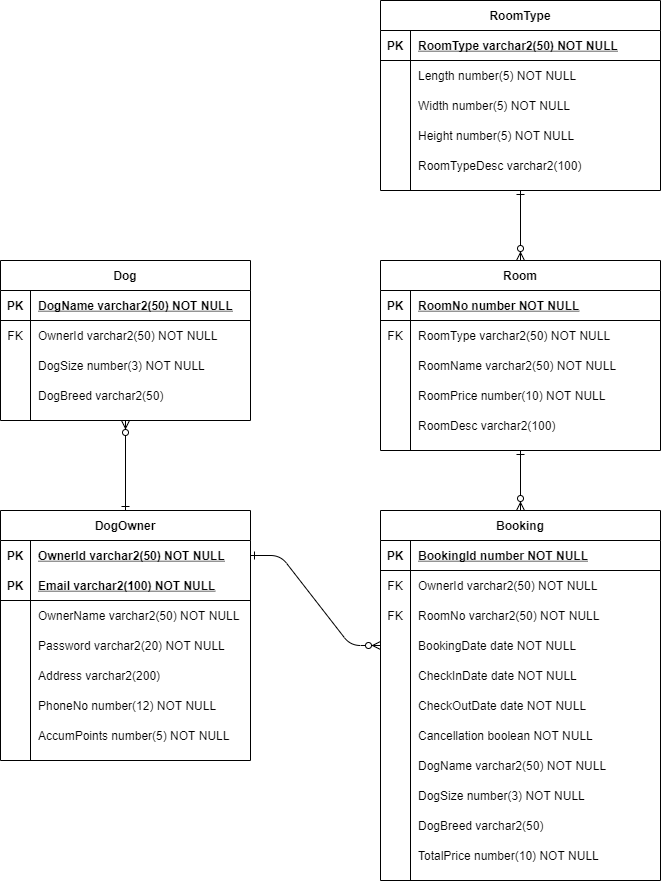 RoomType
PK RoomType varchar2(50) NOT NULL
Length number(5) NOT NULL
Width number(5) NOT NULL
Height number(5) NOT NULL
RoomTypeDesc varchar2(100)
Dog
PK DogName varchar2(50) NOT NULL
FK OwnerId varchar2(50) NOT NULL
DogSize number(3) NOT NULL
DogBreed varchar2(50)
Room
PK RoomNo number NOT NULL
FK RoomType varchar2(50) NOT NULL
RoomName varchar2(50) NOT NULL
RoomPrice number(10) NOT NULL
RoomDesc varchar2(100)
DogOwner
PK OwnerId varchar2(50) NOT NULL
PK Email varchar2(100) NOT NULL
OwnerName varchar2(50) NOT NULL
Password varchar2(20) NOT NULL
Address varchar2(200)
PhoneNo number(12) NOT NULL
AccumPoints number(5) NOT NULL
Booking
PK BookingId number NOT NULL
FK OwnerId varchar2(50) NOT NULL
FK RoomNo varchar2(50) NOT NULL
BookingDate date NOT NULL
CheckInDate date NOT NULL
CheckOutDate date NOT NULL
Cancellation boolean NOT NULL
DogName varchar2(50) NOT NULL
DogSize number(3) NOT NULL
DogBreed varchar2(50)
TotalPrice number(10) NOT NULL